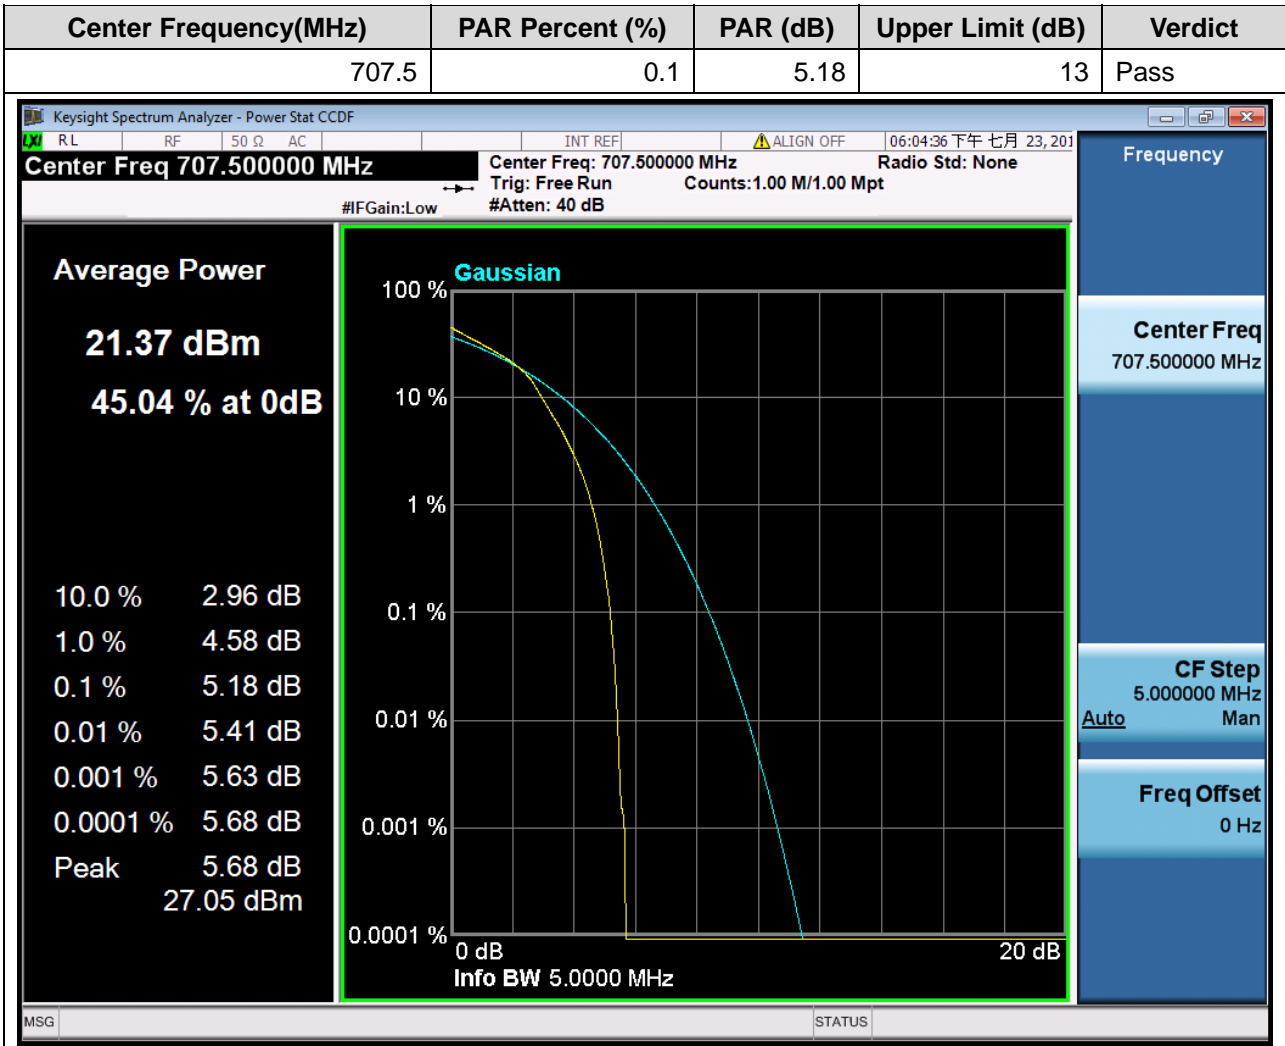 Center Frequency(MHz) PAR Percent (%) PAR (dB) Upper Limit (dB) Verdict
707.5 0.1 5.18 13 Pass
Keysight Spectrum Analyzer - Power Stat CCDF
LXI RL RF 50 Ω AC INT REF ALIGN OFF 06:04:36 下午 七月 23, 201
Center Freq 707.500000 MHz
Center Freq: 707.500000 MHz Radio Std: None
Trig: Free Run Counts:1.00 M/1.00 Mpt
#IFGain:Low #Atten: 40 dB
Frequency
Average Power
21.37 dBm
45.04 % at 0dB
10.0 % 2.96 dB
1.0 % 4.58 dB
0.1 % 5.18 dB
0.01 % 5.41 dB
0.001 % 5.63 dB
0.0001 % 5.68 dB
Peak 5.68 dB
27.05 dBm
Gaussian
100 %
10 %
1 %
0.1 %
0.01 %
0.001 %
0.0001 %
0 dB 20 dB
Info BW 5.0000 MHz
Center Freq
707.500000 MHz
CF Step
5.000000 MHz
Auto Man
Freq Offset
0 Hz
MSG STATUS